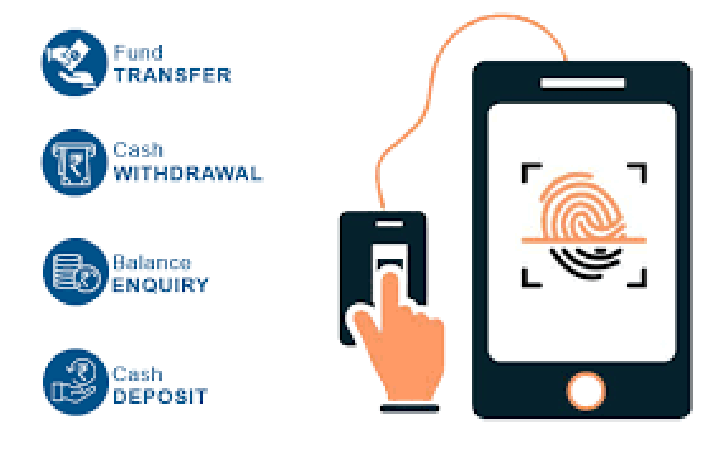 Fund
TRANSFER
Cash
WITHDRAWAL
Balance
ENQUIRY
Cash
DEPOSIT